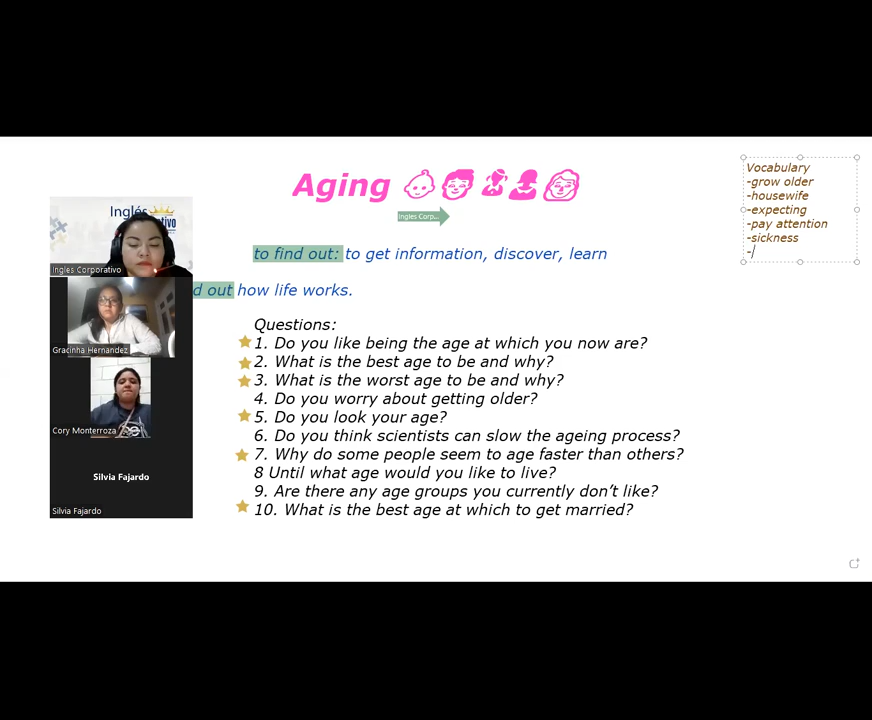 Aging
Ingles Corp...
to find out: to get information, discover, learn
d out how life works.
Questions:
1. Do you like being the age at which you now are?
2. What is the best age to be and why?
3. What is the worst age to be and why?
4. Do you worry about getting older?
5. Do you look your age?
6. Do you think scientists can slow the ageing process?
7. Why do some people seem to age faster than others?
8 Until what age would you like to live?
9. Are there any age groups you currently don't like?
10. What is the best age at which to get married?
Vocabulary
-grow older
-housewife
-expecting
-pay attention
-sickness
-
Inglés
Ingles Corporativo
Gracinha Hernandez
Cory Monterroza
Silvia Fajardo
Silvia Fajardo